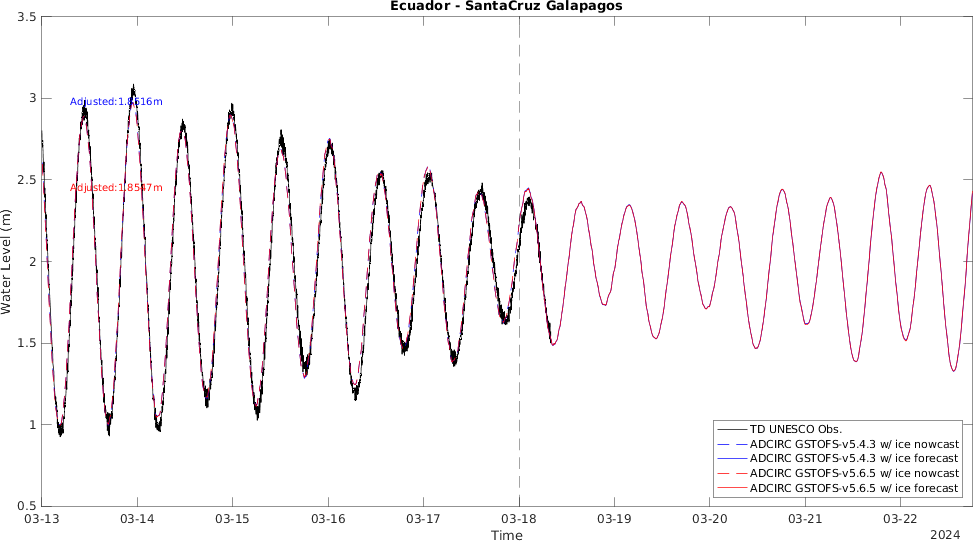 Ecuador - SantaCruz Galapagos
3.5
3
2.5
2
1.5
1
0.5
Water Level (m)
Adjusted:1.8616m
Adjusted:1.8547m
TD UNESCO Obs.
ADCIRC GSTOFS-v5.4.3 w/ ice nowcast
ADCIRC GSTOFS-v5.4.3 w/ ice forecast
ADCIRC GSTOFS-v5.6.5 w/ ice nowcast
ADCIRC GSTOFS-v5.6.5 w/ ice forecast
03-13 03-14 03-15 03-16 03-17 03-18 03-19 03-20 03-21 03-22
Time
2024